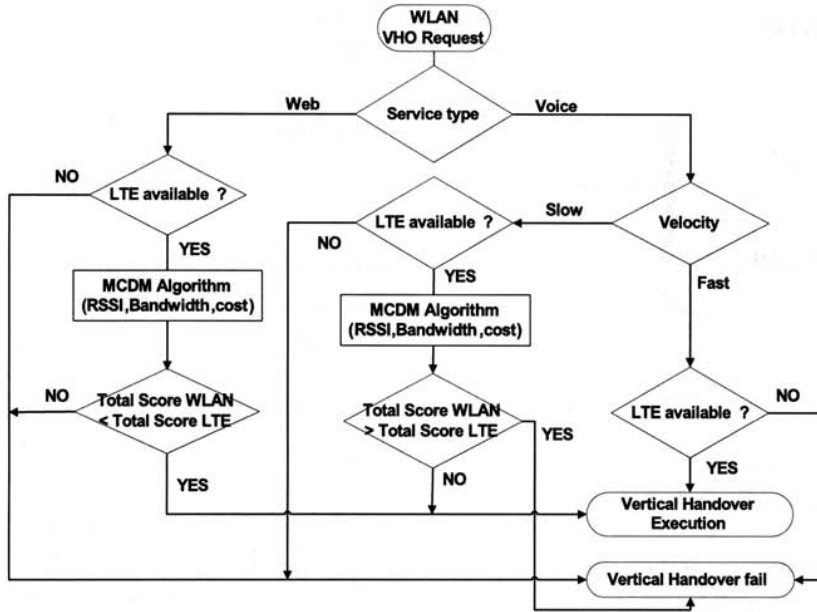 WLAN
VHO Request
Web
Service type
Voice
NO
LTE available ?
LTE available ?
Slow
Velocity
NO
YES
YES
Fast
MCDM Algorithm
(RSSI,Bandwidth,cost)
MCDM Algorithm
(RSSI,Bandwidth,cost)
NO
Total Score WLAN
< Total Score LTE
Total Score WLAN
> Total Score LTE
YES
LTE available ?
NO
YES
NO
YES
Vertical Handover
Execution
Vertical Handover fail